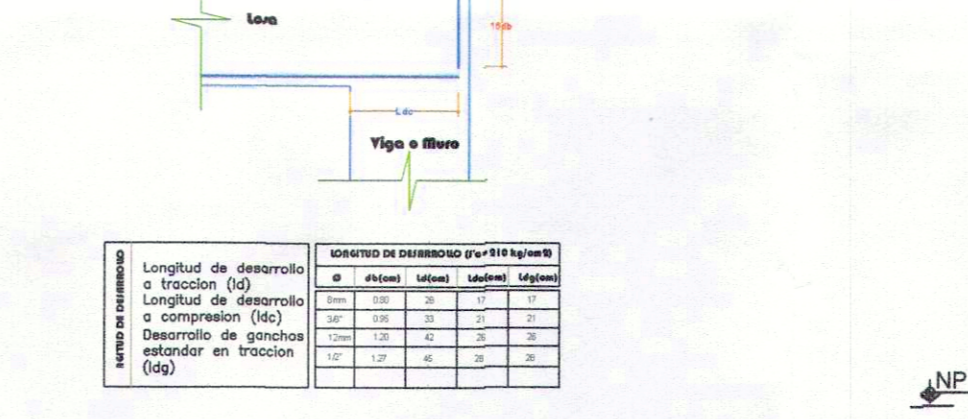 Losa
Ldc
Viga o Muro
Longitud de desarrollo
a traccion (ld)
Longitud de desarrollo
a compresion (ldc)
Desarrollo de ganchos
estandar en traccion
(ldg)
LONGITUD DE DESARROLLO (f'c=210 kg/cm2)
Ø db(cm) Ld(cm) Ldc(cm) Ldg(cm)
8mm 0.80 28 17 17
3/8" 0.95 33 21 21
12mm 1.20 42 26 26
1/2" 1.27 45 28 28
NGITUD DE DESARROLLO
NP